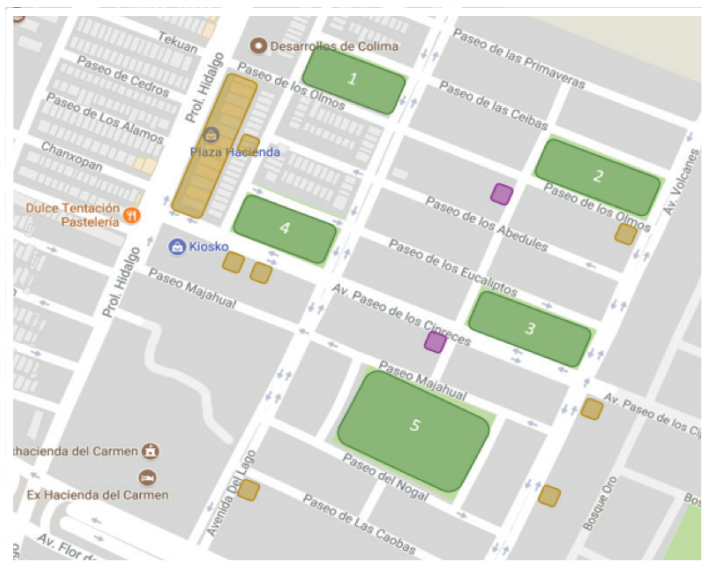 Tekuan
Desarrollos de Colima
Paseo de las Primaveras
Paseo de Cedros
Prol. Hidalgo
Paseo de los Olmos
1
Paseo de las Ceibas
Paseo de Los Alamos
Chanxopan
Plaza Hacienda
2
Av. Volcanes
Paseo de los Olmos
Dulce Tentación
Pastelería
4
Paseo de los Abedules
Kiosko
Paseo de los Eucaliptos
Prol. Hidalgo
Paseo Majahual
Av. Paseo de los Cipreces
3
Paseo Majahual
Av. Paseo de los Cip
5
hacienda del Carmen
Ex Hacienda del Carmen
Paseo del Nogal
Avenida Del Lago
Paseo de Las Caobas
Bosque Oro
Bos
Av. Flor de